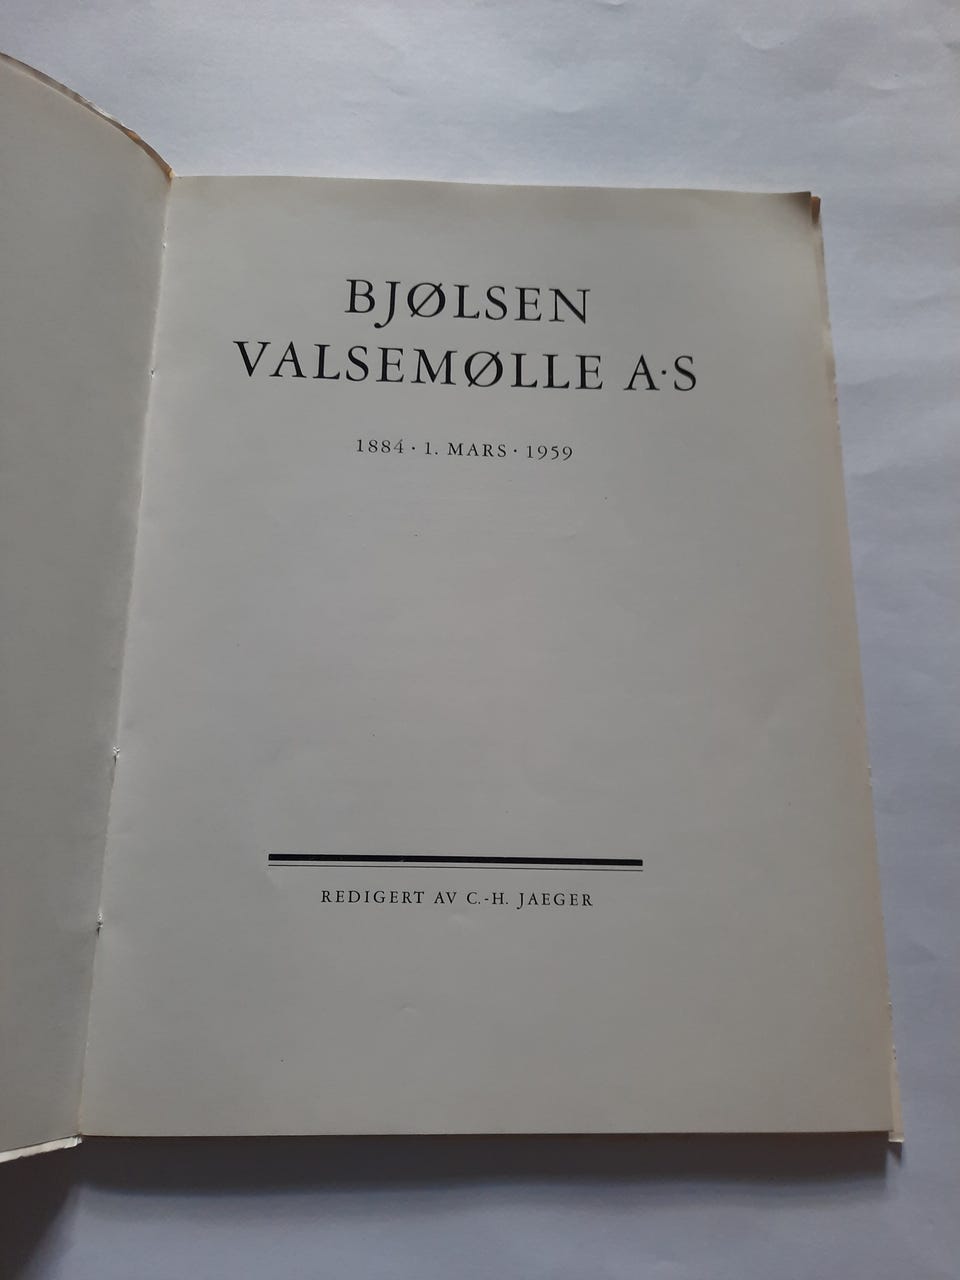 BJØLSEN
VALSEMØLLE A·S
1884 · 1. MARS · 1959
REDIGERT AV C.-H. JAEGER